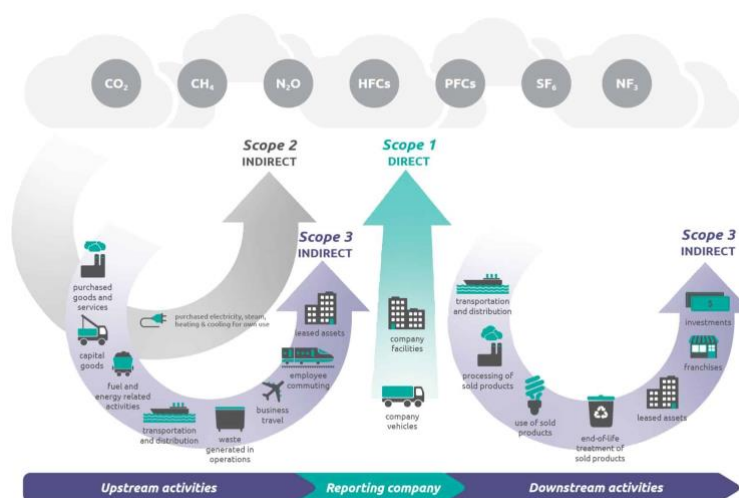 CO₂
CH₄
N₂O
HFCs
PFCs
SF₆
NF₃
Scope 2
INDIRECT
Scope 1
DIRECT
Scope 3
INDIRECT
Scope 3
INDIRECT
purchased
goods and
services
capital
goods
fuel and
energy related
activities
transportation
and distribution
waste
generated in
operations
business
travel
employee
commuting
leased assets
purchased electricity, steam,
heating & cooling for own use
company
facilities
company
vehicles
transportation
and distribution
processing of
sold products
use of sold
products
end-of-life
treatment of
sold products
leased assets
franchises
investments
$
Upstream activities
Reporting company
Downstream activities